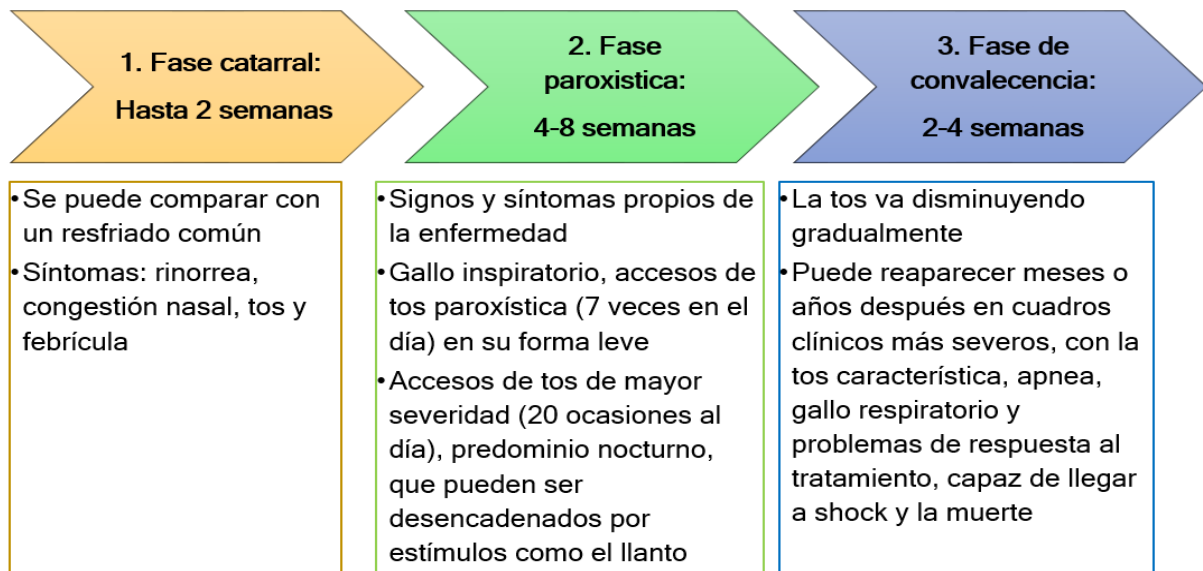 1. Fase catarral:
Hasta 2 semanas
2. Fase
paroxistica:
4-8 semanas
3. Fase de
convalecencia:
2-4 semanas
•Se puede comparar con
un resfriado común
•Síntomas: rinorrea,
congestión nasal, tos y
febrícula
•Signos y síntomas propios de
la enfermedad
•Gallo inspiratorio, accesos de
tos paroxística (7 veces en el
día) en su forma leve
•Accesos de tos de mayor
severidad (20 ocasiones al
día), predominio nocturno,
que pueden ser
desencadenados por
estímulos como el llanto
•La tos va disminuyendo
gradualmente
•Puede reaparecer meses o
años después en cuadros
clínicos más severos, con la
tos característica, apnea,
gallo respiratorio y
problemas de respuesta al
tratamiento, capaz de llegar
a shock y la muerte